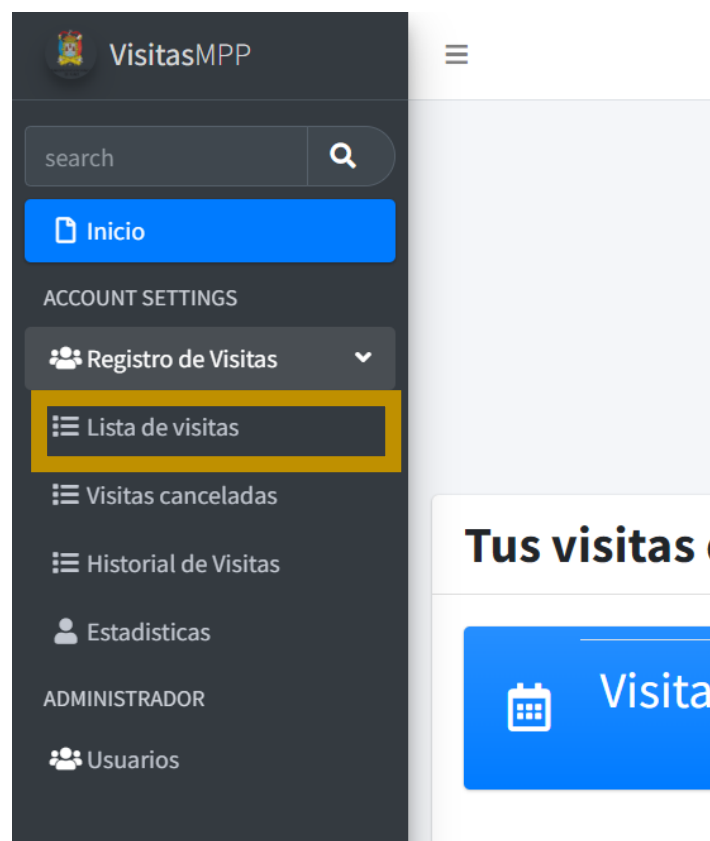 VisitasMPP
search
Inicio
ACCOUNT SETTINGS
Registro de Visitas
Lista de visitas
Visitas canceladas
Historial de Visitas
Estadisticas
ADMINISTRADOR
Usuarios
Tus visitas
Visita